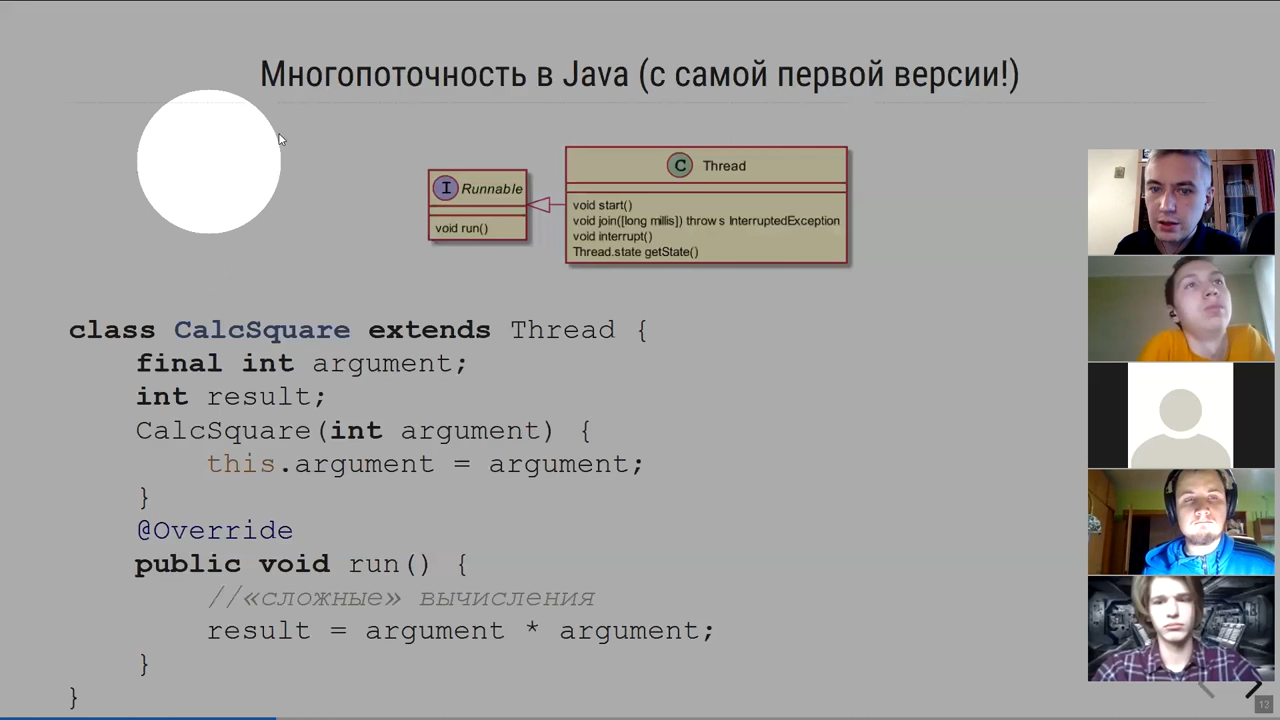 Многопоточность в Java (с самой первой версии!)
I Runnable
void run()
C Thread
void start()
void join([long millis]) throws InterruptedException
void interrupt()
Thread.state getState()
class CalcSquare extends Thread {
final int argument;
int result;
CalcSquare(int argument) {
this.argument = argument;
}
@Override
public void run() {
//«сложные» вычисления
result = argument * argument;
}
}
12